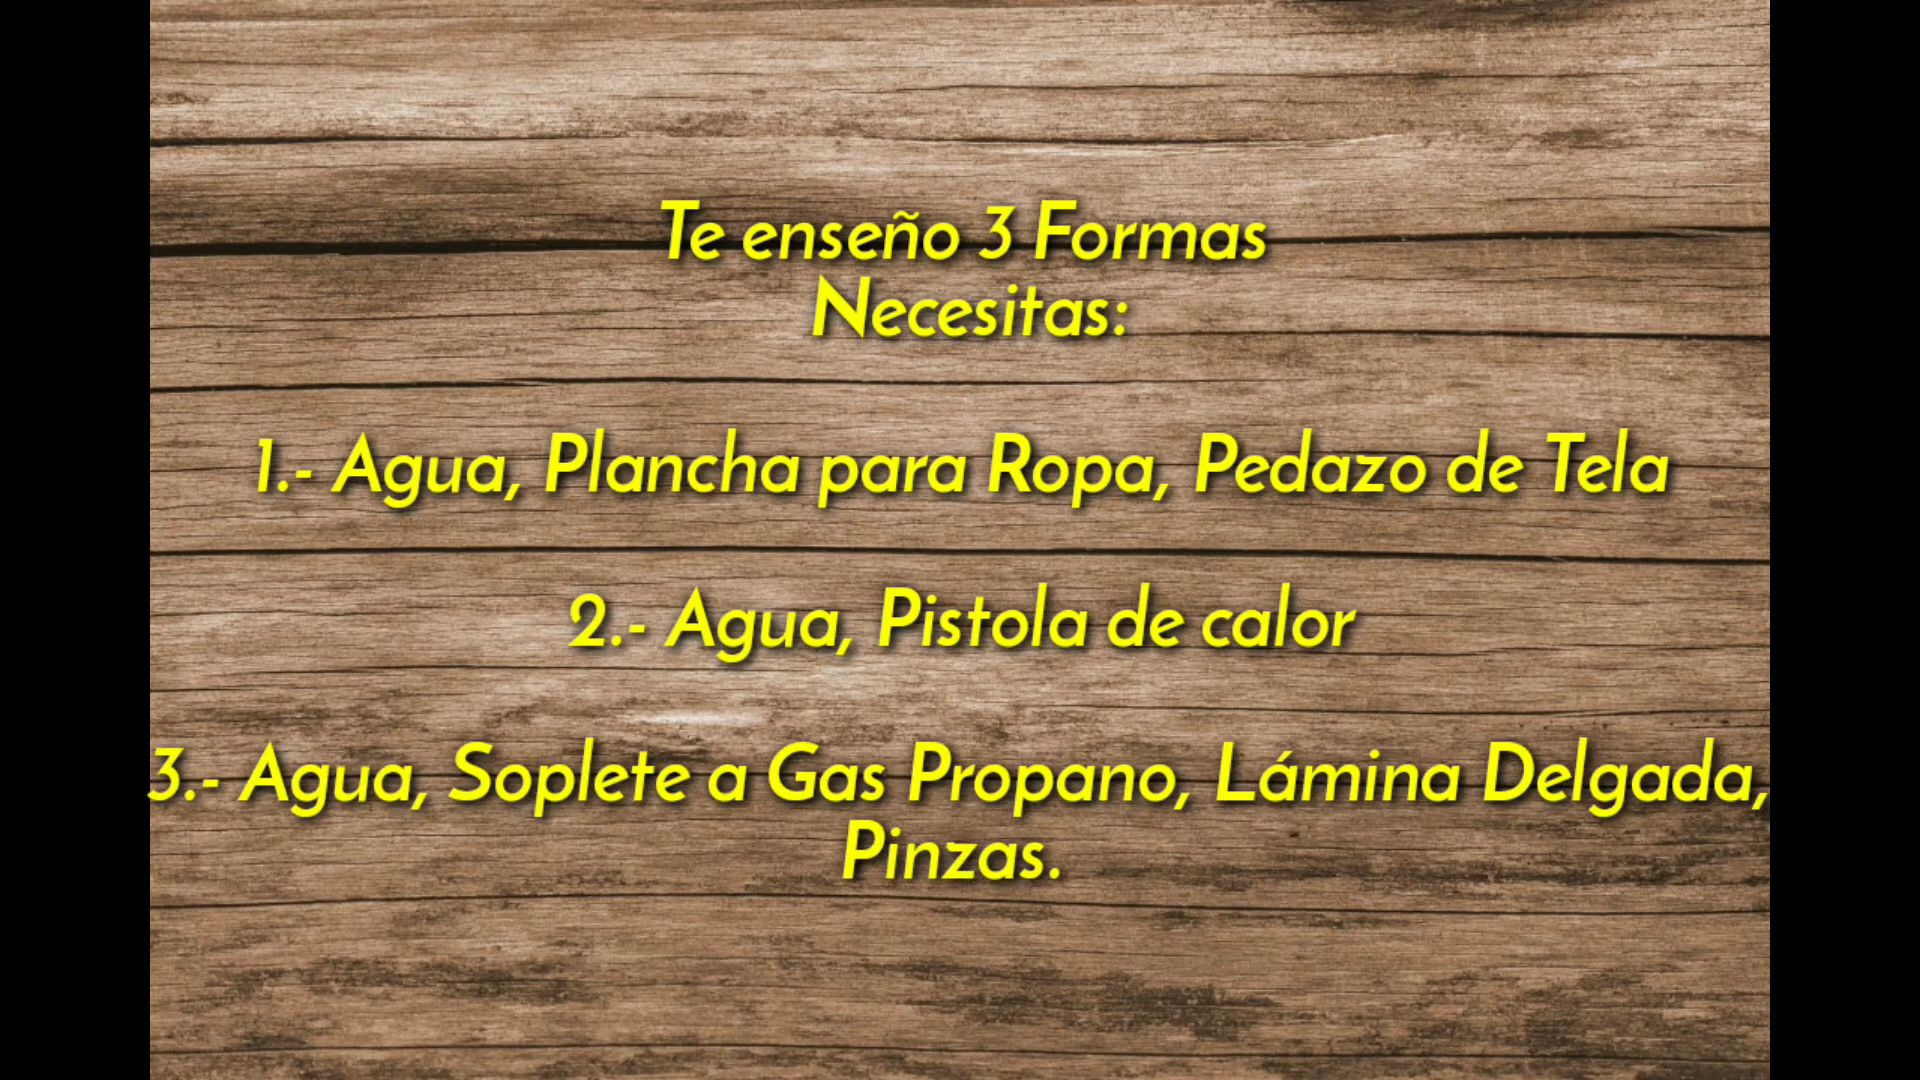 Te enseño 3 Formas
Necesitas:
1.- Agua, Plancha para Ropa, Pedazo de Tela
2.- Agua, Pistola de calor
3.- Agua, Soplete a Gas Propano, Lámina Delgada,
Pinzas.